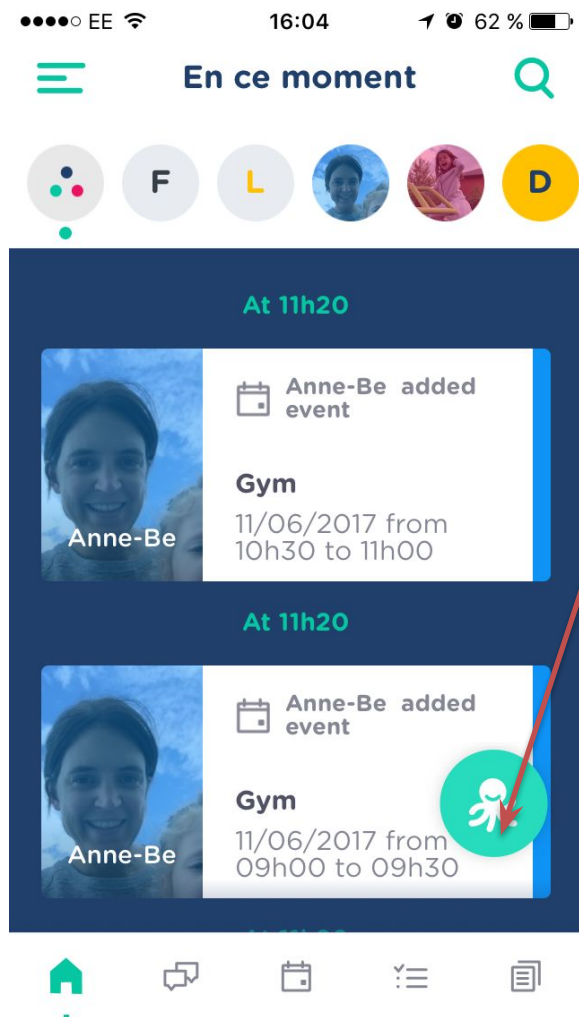 EE 16:04 62 %
En ce moment
F L D
At 11h20
Anne-Be added
event
Gym
11/06/2017 from
10h30 to 11h00
Anne-Be
At 11h20
Anne-Be added
event
Gym
11/06/2017 from
09h00 to 09h30
Anne-Be